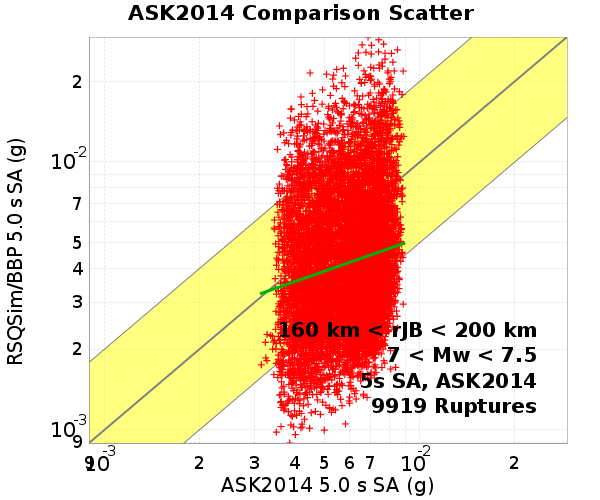 ASK2014 Comparison Scatter
RSQSim/BBP 5.0 s SA (g)
2
10-2
7
5
4
3
2
10-3
9
160 km < rJB < 200 km
7 < Mw < 7.5
5s SA, ASK2014
9919 Ruptures
9 10-3 2 3 4 5 6 7 10-2 2
ASK2014 5.0 s SA (g)